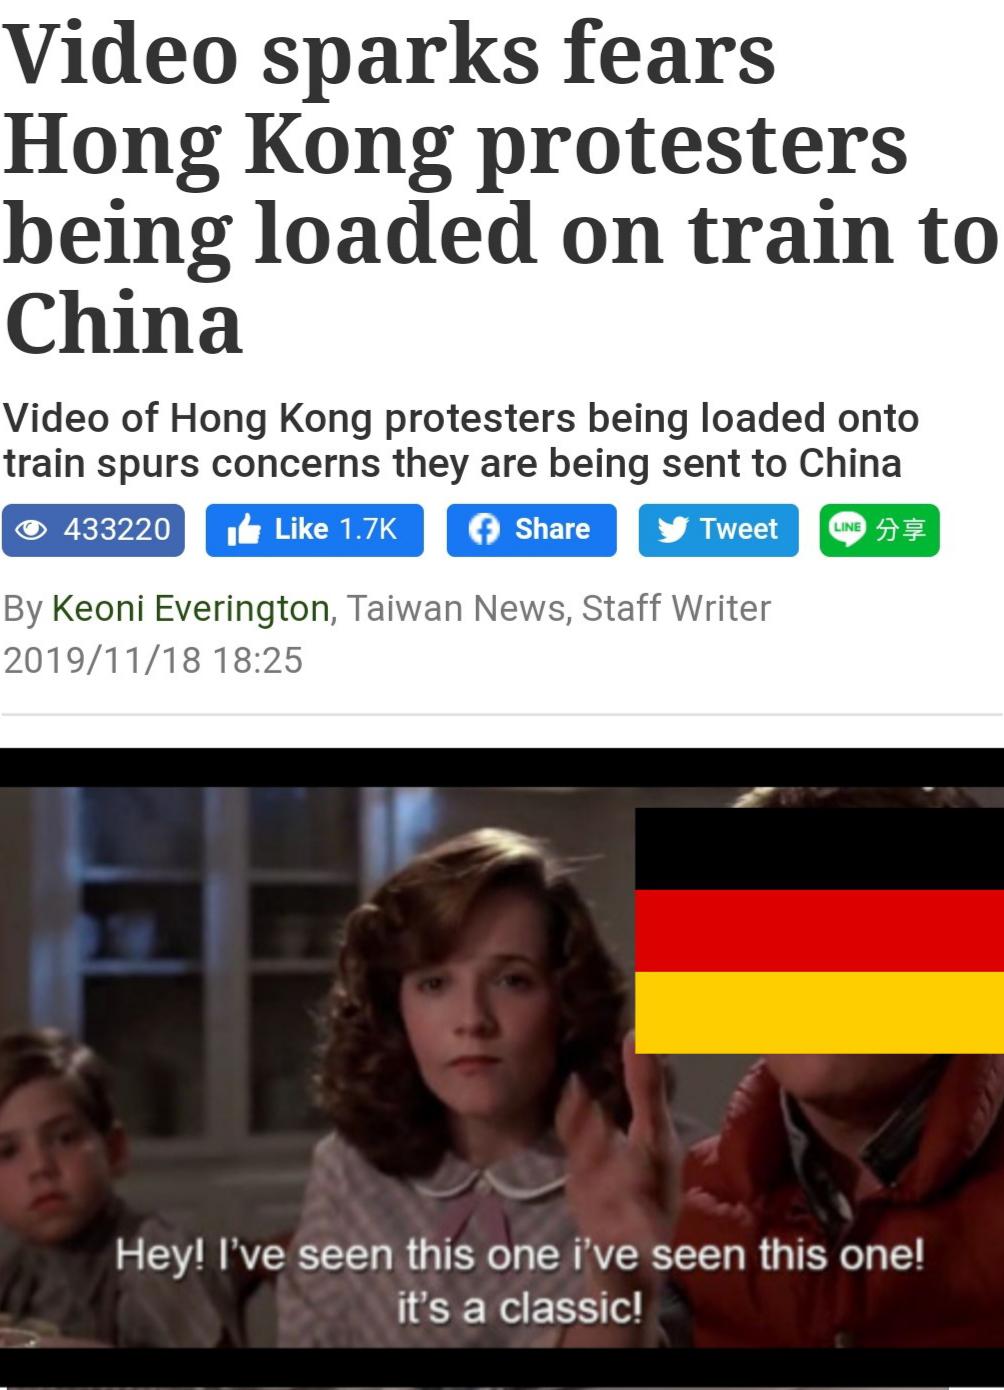 Video sparks fears
Hong Kong protesters
being loaded on train to
China
Video of Hong Kong protesters being loaded onto
train spurs concerns they are being sent to China
433220 Like 1.7K Share Tweet LINE 分享
By Keoni Everington, Taiwan News, Staff Writer
2019/11/18 18:25
Hey! I've seen this one i've seen this one!
it's a classic!